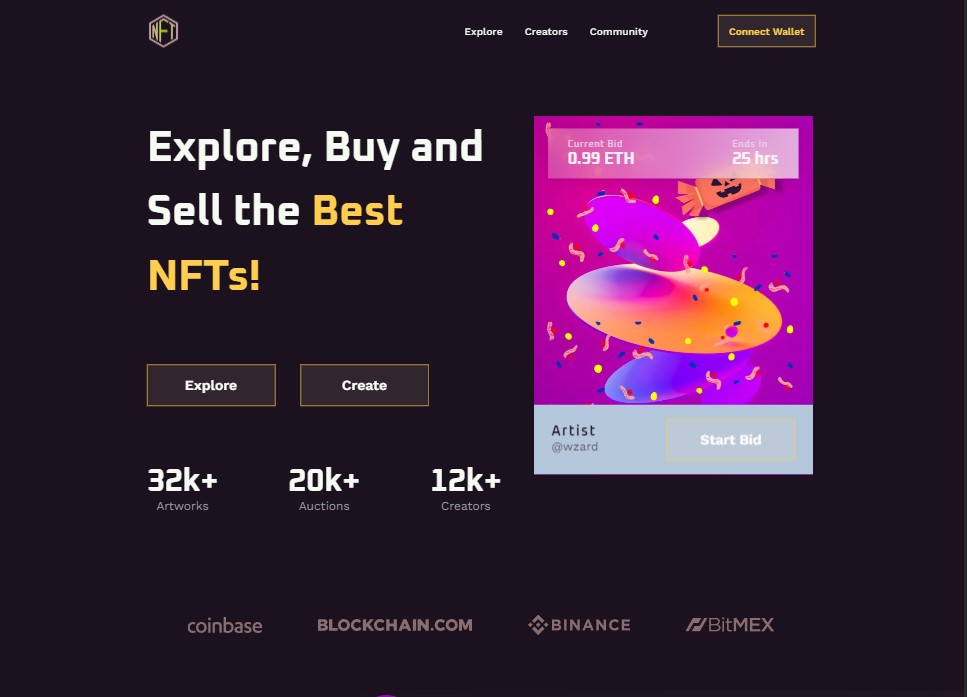 NFT
Explore
Creators
Community
Connect Wallet
Explore, Buy and
Sell the Best
NFTs!
Explore
Create
32k+
Artworks
20k+
Auctions
12k+
Creators
Current Bid
0.99 ETH
Ends In
25 hrs
Artist
@wzard
Start Bid
coinbase
BLOCKCHAIN.COM
BINANCE
BitMEX